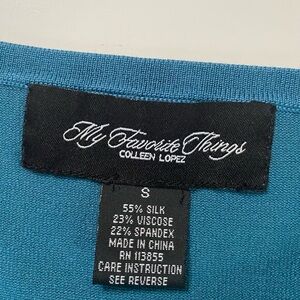 My Favorite Things
COLLEEN LOPEZ
S
55% SILK
23% VISCOSE
22% SPANDEX
MADE IN CHINA
RN 113855
CARE INSTRUCTION
SEE REVERSE